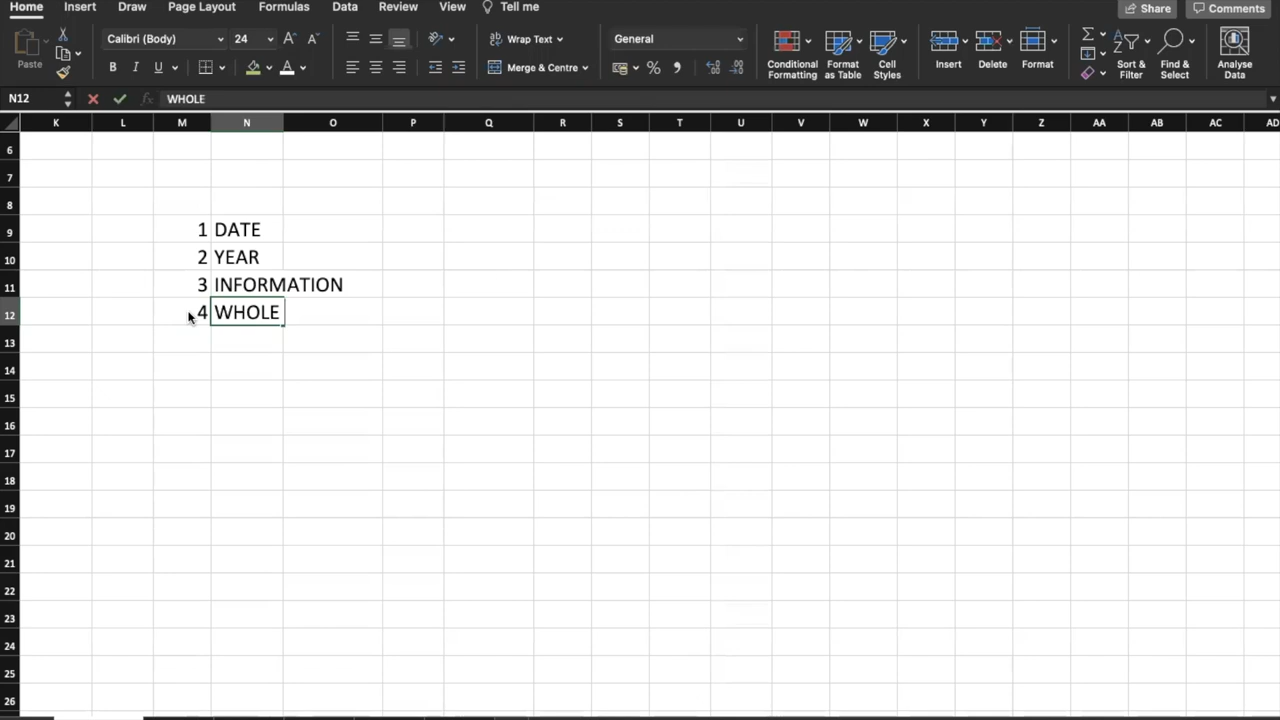 Home Insert Draw Page Layout Formulas Data Review View Tell me Share Comments
Paste Calibri (Body) 24 Wrap Text General Conditional Formatting Format as Table Cell Styles Insert Delete Format Sort & Filter Find & Select Analyse Data
B I U A Merge & Centre % ,
N12 fx WHOLE
K L M N O P Q R S T U V W X Y Z AA AB AC AD
6
7
8
9 1 DATE
10 2 YEAR
11 3 INFORMATION
12 4 WHOLE
13
14
15
16
17
18
19
20
21
22
23
24
25
26